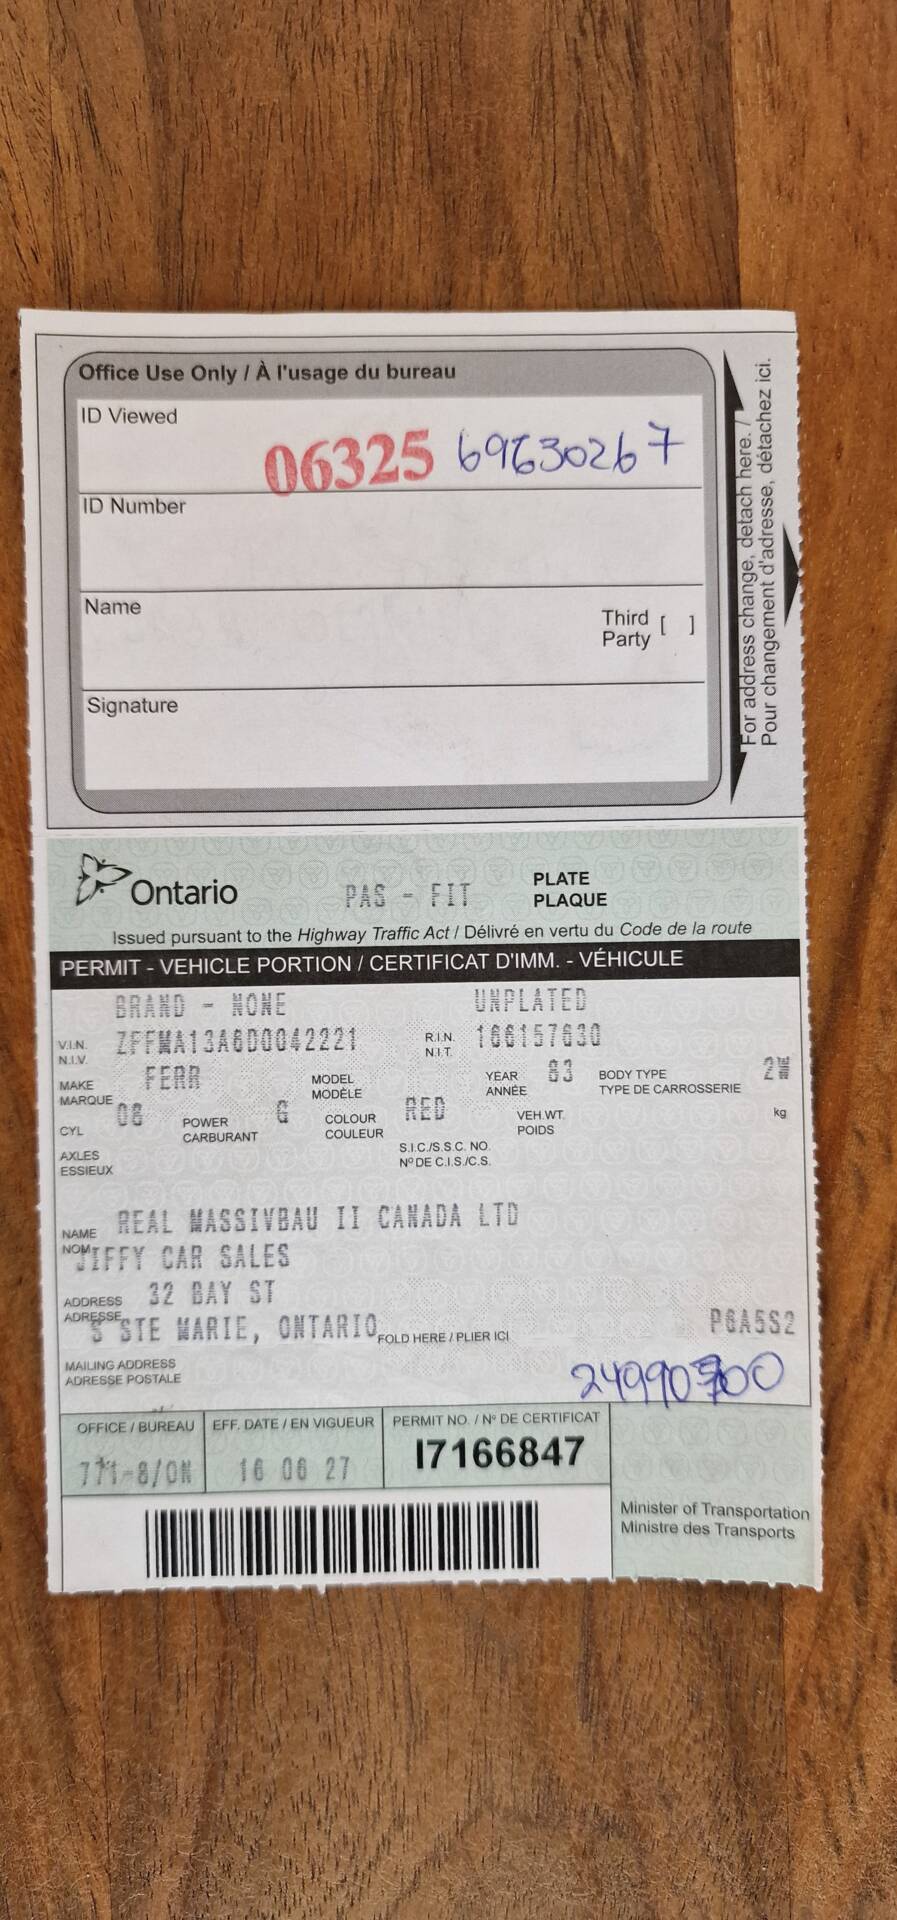 Office Use Only / À l'usage du bureau
ID Viewed
06325 69630267
ID Number
Name
Third Party [ ]
Signature
For address change, detach here. /
Pour changement d'adresse, détachez ici.
Ontario PAS - FIT PLATE
PLAQUE
Issued pursuant to the Highway Traffic Act / Délivré en vertu du Code de la route
PERMIT - VEHICLE PORTION / CERTIFICAT D'IMM. - VÉHICULE
BRAND - NONE UNPLATED
V.I.N. N.I.V. ZFFMA13A6D0042221 R.I.N. N.I.T. 166157630
MAKE MARQUE FERR MODEL MODÈLE YEAR ANNÉE 83 BODY TYPE TYPE DE CARROSSERIE 2W
CYL 08 POWER CARBURANT G COLOUR COULEUR RED VEH.WT. POIDS kg
AXLES ESSIEUX S.I.C./S.S.C. NO. Nº DE C.I.S./C.S.
NAME NOM REAL MASSIVBAU II CANADA LTD
JIFFY CAR SALES
ADDRESS ADRESSE 32 BAY ST
S STE MARIE, ONTARIO FOLD HERE / PLIER ICI P6A5S2
MAILING ADDRESS
ADRESSE POSTALE
OFFICE / BUREAU EFF. DATE / EN VIGUEUR PERMIT NO. / Nº DE CERTIFICAT
771-8/ON 16 06 27 I7166847
Minister of Transportation
Ministre des Transports